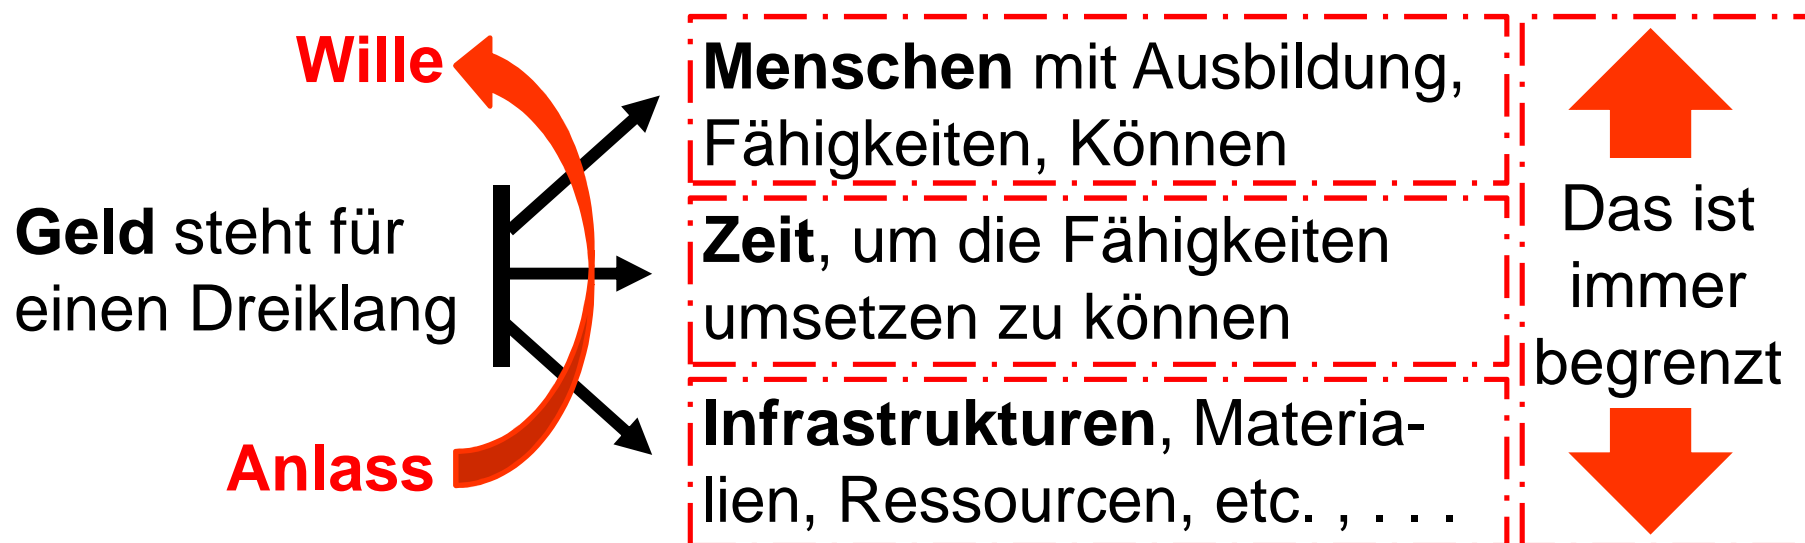 Wille
Geld steht für
einen Dreiklang
Anlass
Menschen mit Ausbildung,
Fähigkeiten, Können
Zeit, um die Fähigkeiten
umsetzen zu können
Infrastrukturen, Materia-
lien, Ressourcen, etc. , . . .
Das ist
immer
begrenzt